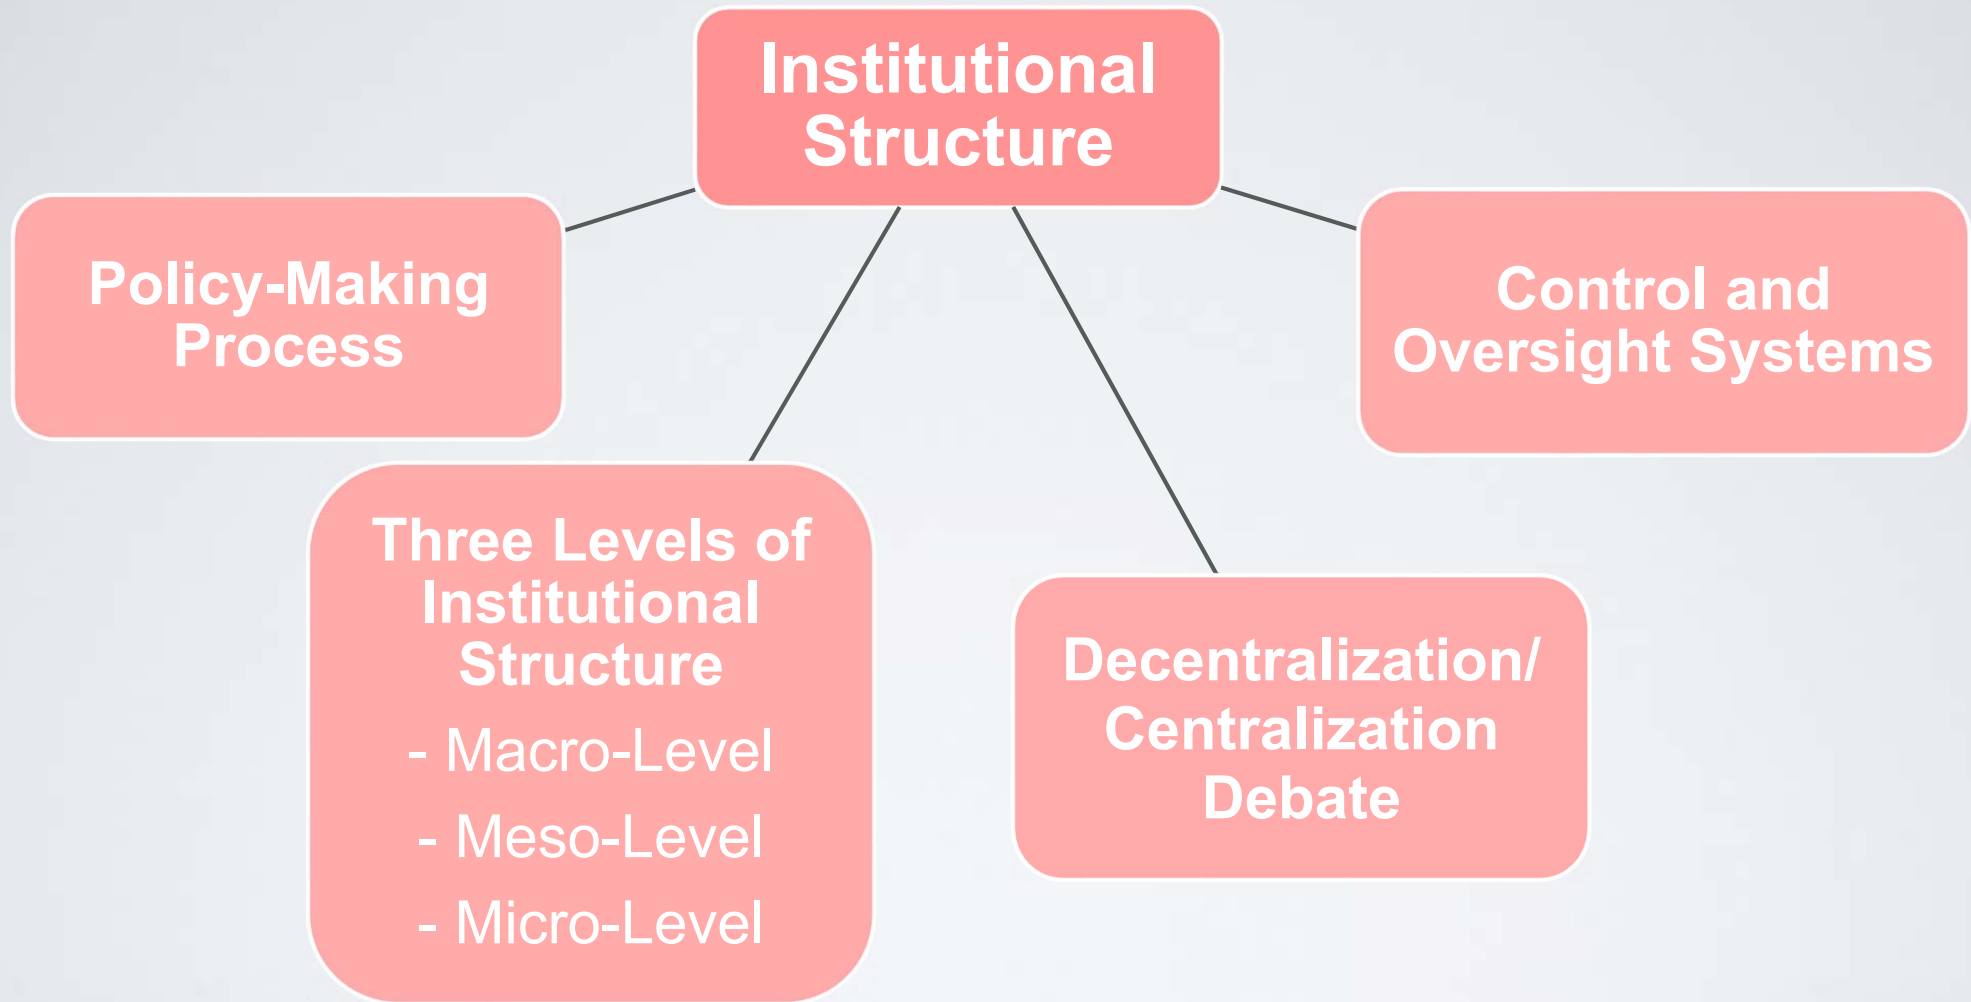 Institutional
Structure
Policy-Making
Process
Three Levels of
Institutional
Structure
- Macro-Level
- Meso-Level
- Micro-Level
Decentralization/
Centralization
Debate
Control and
Oversight Systems